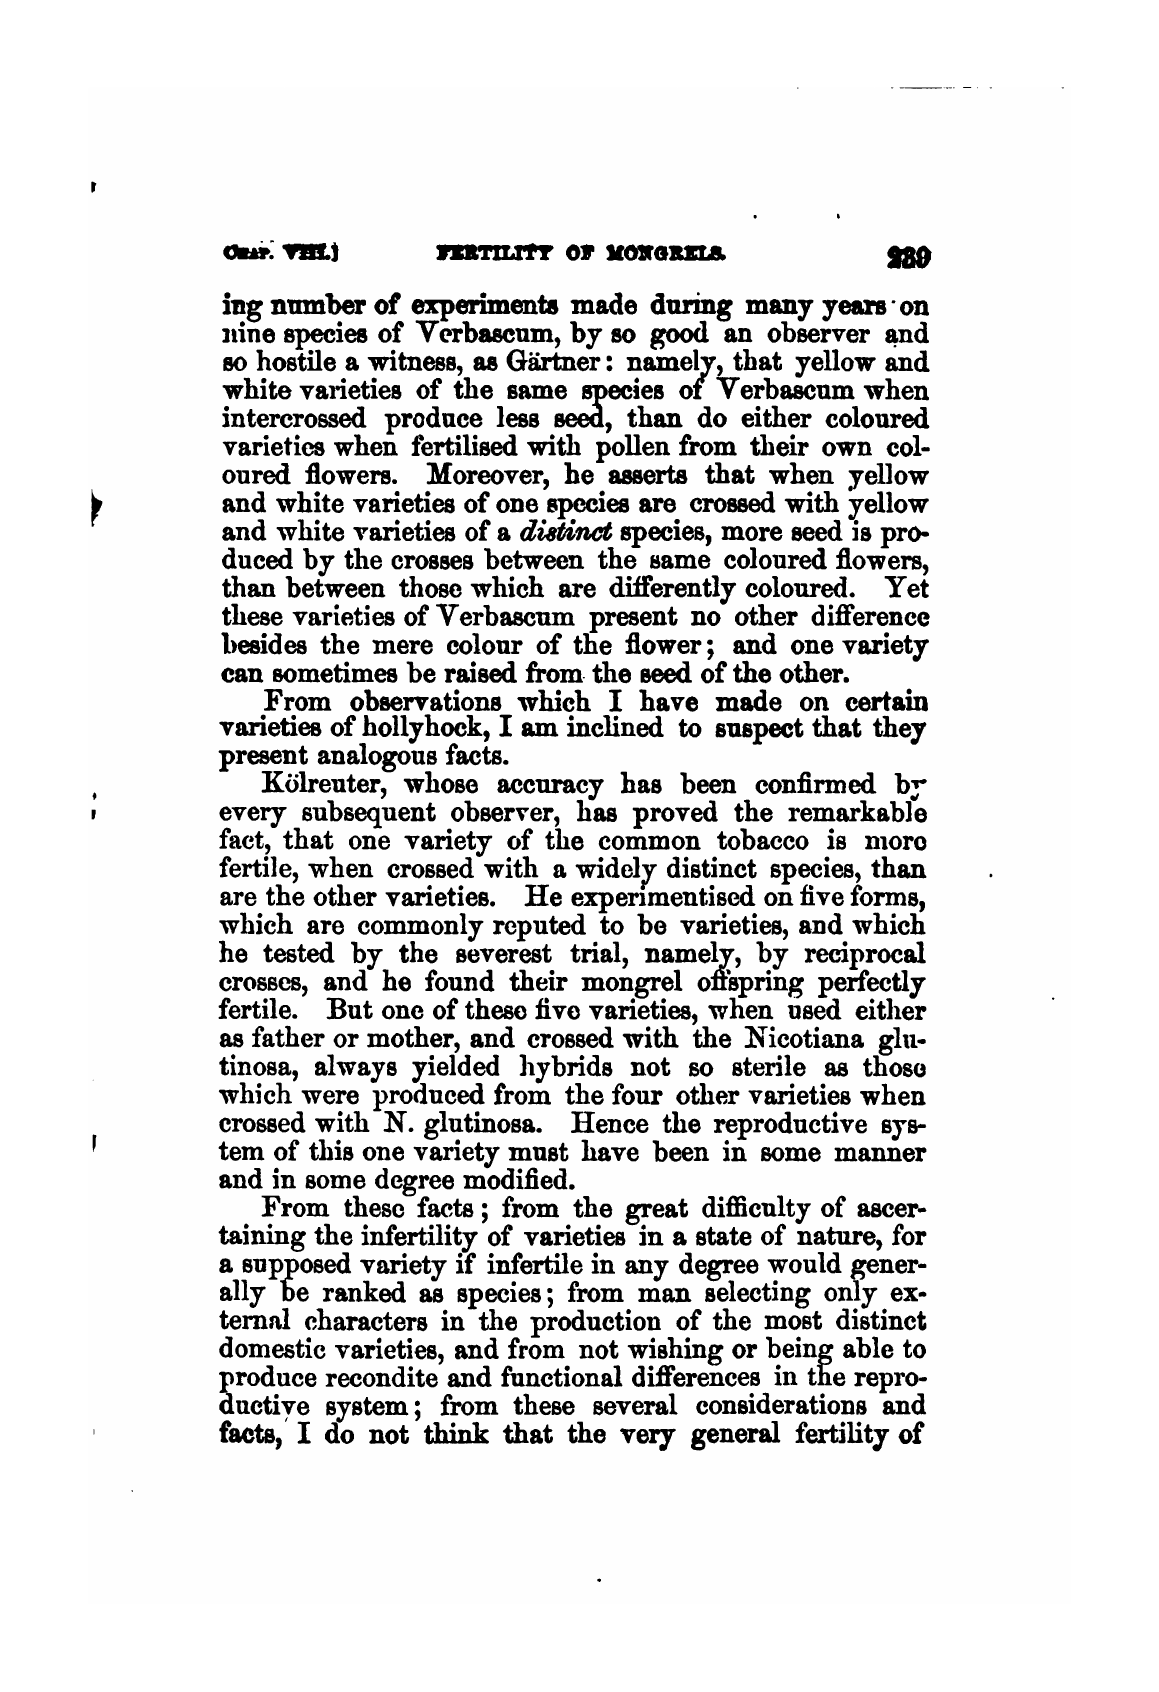 CHAP. VIII.] FERTILITY OF MONGRELS. 239
ing number of experiments made during many years on
nine species of Verbascum, by so good an observer and
so hostile a witness, as Gärtner: namely, that yellow and
white varieties of the same species of Verbascum when
intercrossed produce less seed, than do either coloured
varieties when fertilised with pollen from their own col-
oured flowers. Moreover, he asserts that when yellow
and white varieties of one species are crossed with yellow
and white varieties of a distinct species, more seed is pro-
duced by the crosses between the same coloured flowers,
than between those which are differently coloured. Yet
these varieties of Verbascum present no other difference
besides the mere colour of the flower; and one variety
can sometimes be raised from the seed of the other.
From observations which I have made on certain
varieties of hollyhock, I am inclined to suspect that they
present analogous facts.
Kölreuter, whose accuracy has been confirmed by
every subsequent observer, has proved the remarkable
fact, that one variety of the common tobacco is more
fertile, when crossed with a widely distinct species, than
are the other varieties. He experimentised on five forms,
which are commonly reputed to be varieties, and which
he tested by the severest trial, namely, by reciprocal
crosses, and he found their mongrel offspring perfectly
fertile. But one of these five varieties, when used either
as father or mother, and crossed with the Nicotiana glu-
tinosa, always yielded hybrids not so sterile as those
which were produced from the four other varieties when
crossed with N. glutinosa. Hence the reproductive sys-
tem of this one variety must have been in some manner
and in some degree modified.
From these facts; from the great difficulty of ascer-
taining the infertility of varieties in a state of nature, for
a supposed variety if infertile in any degree would gener-
ally be ranked as species; from man selecting only ex-
ternal characters in the production of the most distinct
domestic varieties, and from not wishing or being able to
produce recondite and functional differences in the repro-
ductive system; from these several considerations and
facts, I do not think that the very general fertility of